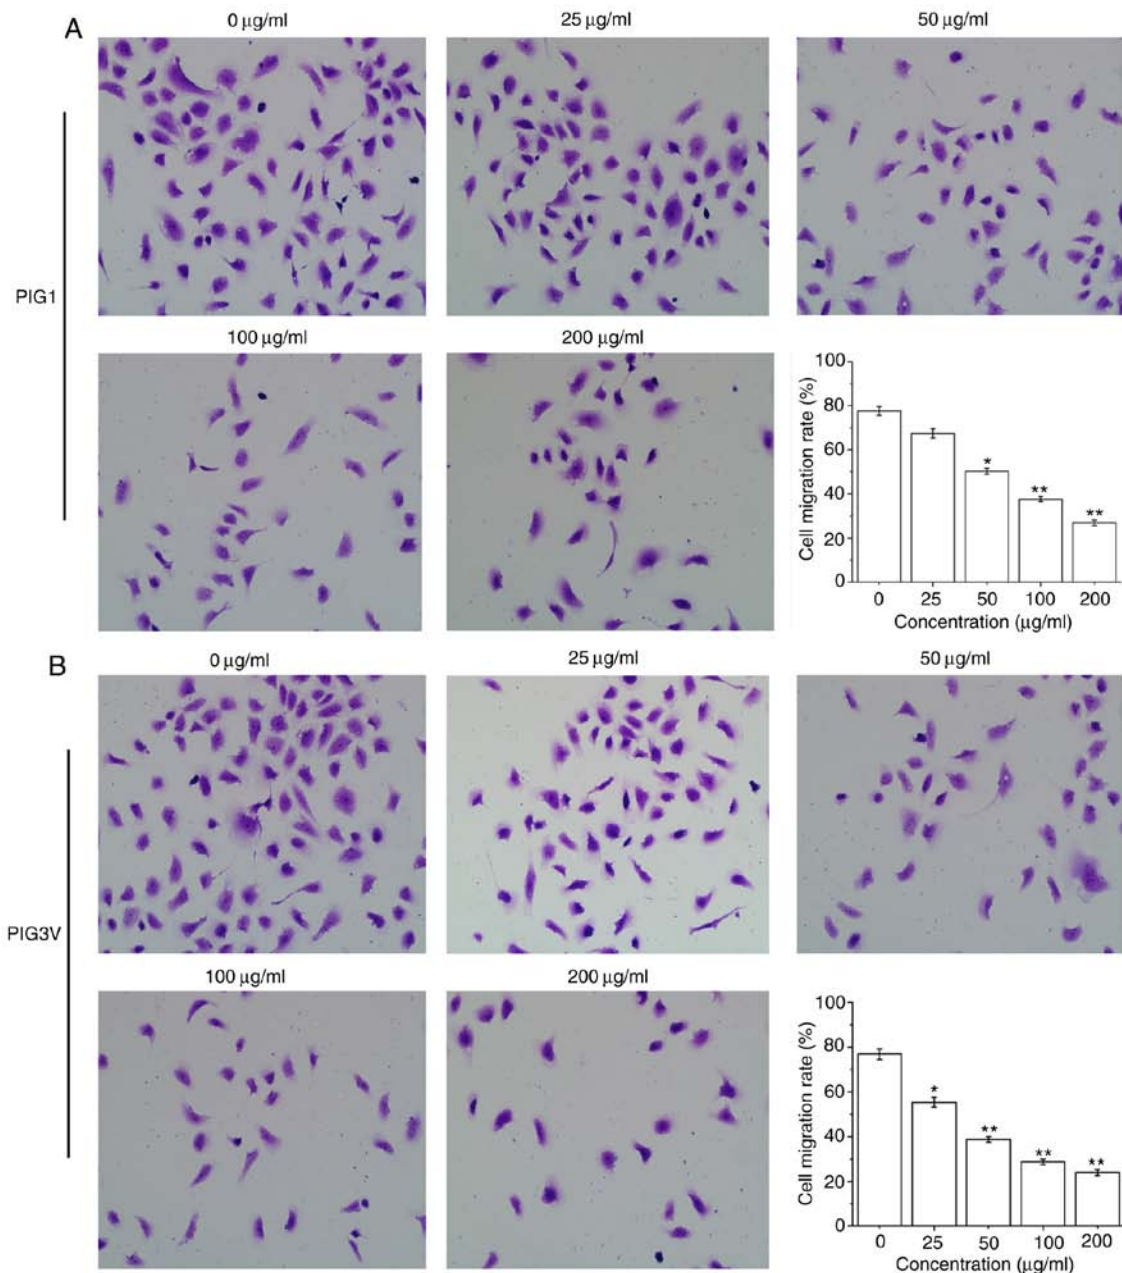 A
0 µg/ml
25 µg/ml
50 µg/ml
PIG1
100 µg/ml
200 µg/ml
Cell migration rate (%)
100
80
60
40
20
0
*
**
**
0 25 50 100 200
Concentration (µg/ml)
B
0 µg/ml
25 µg/ml
50 µg/ml
PIG3V
100 µg/ml
200 µg/ml
Cell migration rate (%)
100
80
60
40
20
0
*
**
**
**
0 25 50 100 200
Concentration (µg/ml)